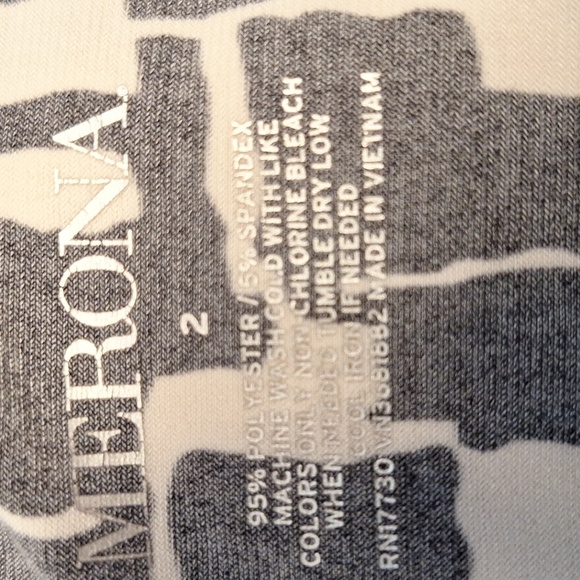 MERONA
2
95% POLYESTER / 5% SPANDEX
MACHINE WASH COLD WITH LIKE
COLORS ONLY NON CHLORINE BLEACH
WHEN NEEDED TUMBLE DRY LOW
COOL IRON IF NEEDED
RN17730 MADE IN VIETNAM